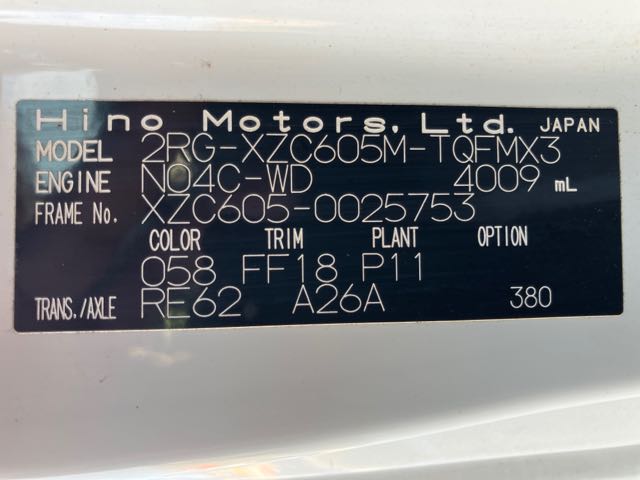 Hino Motors, Ltd. JAPAN
MODEL 2RG-XZC605M-TQFMX3
ENGINE N04C-WD 4009 mL
FRAME No. XZC605-0025753
COLOR TRIM PLANT OPTION
058 FF18 P11
TRANS./AXLE RE62 A26A 380